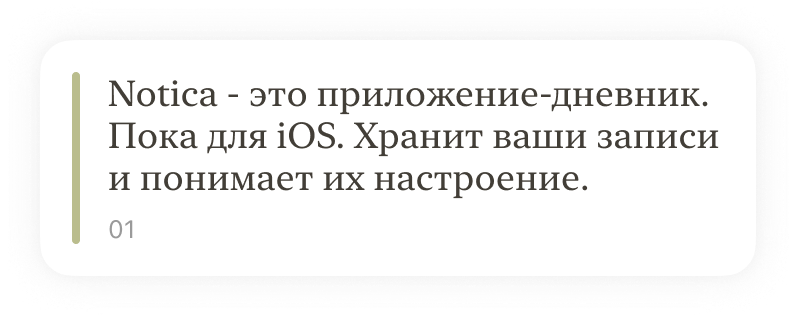 Notica - это приложение-дневник.
Пока для iOS. Хранит ваши записи
и понимает их настроение.
01